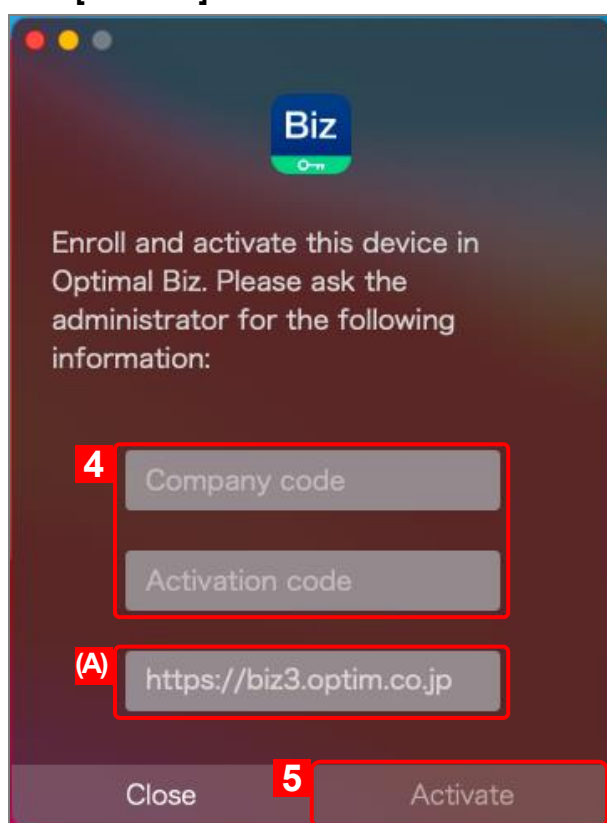 Biz
Enroll and activate this device in
Optimal Biz. Please ask the
administrator for the following
information:
4
Company code
Activation code
(A)
https://biz3.optim.co.jp
Close
5
Activate